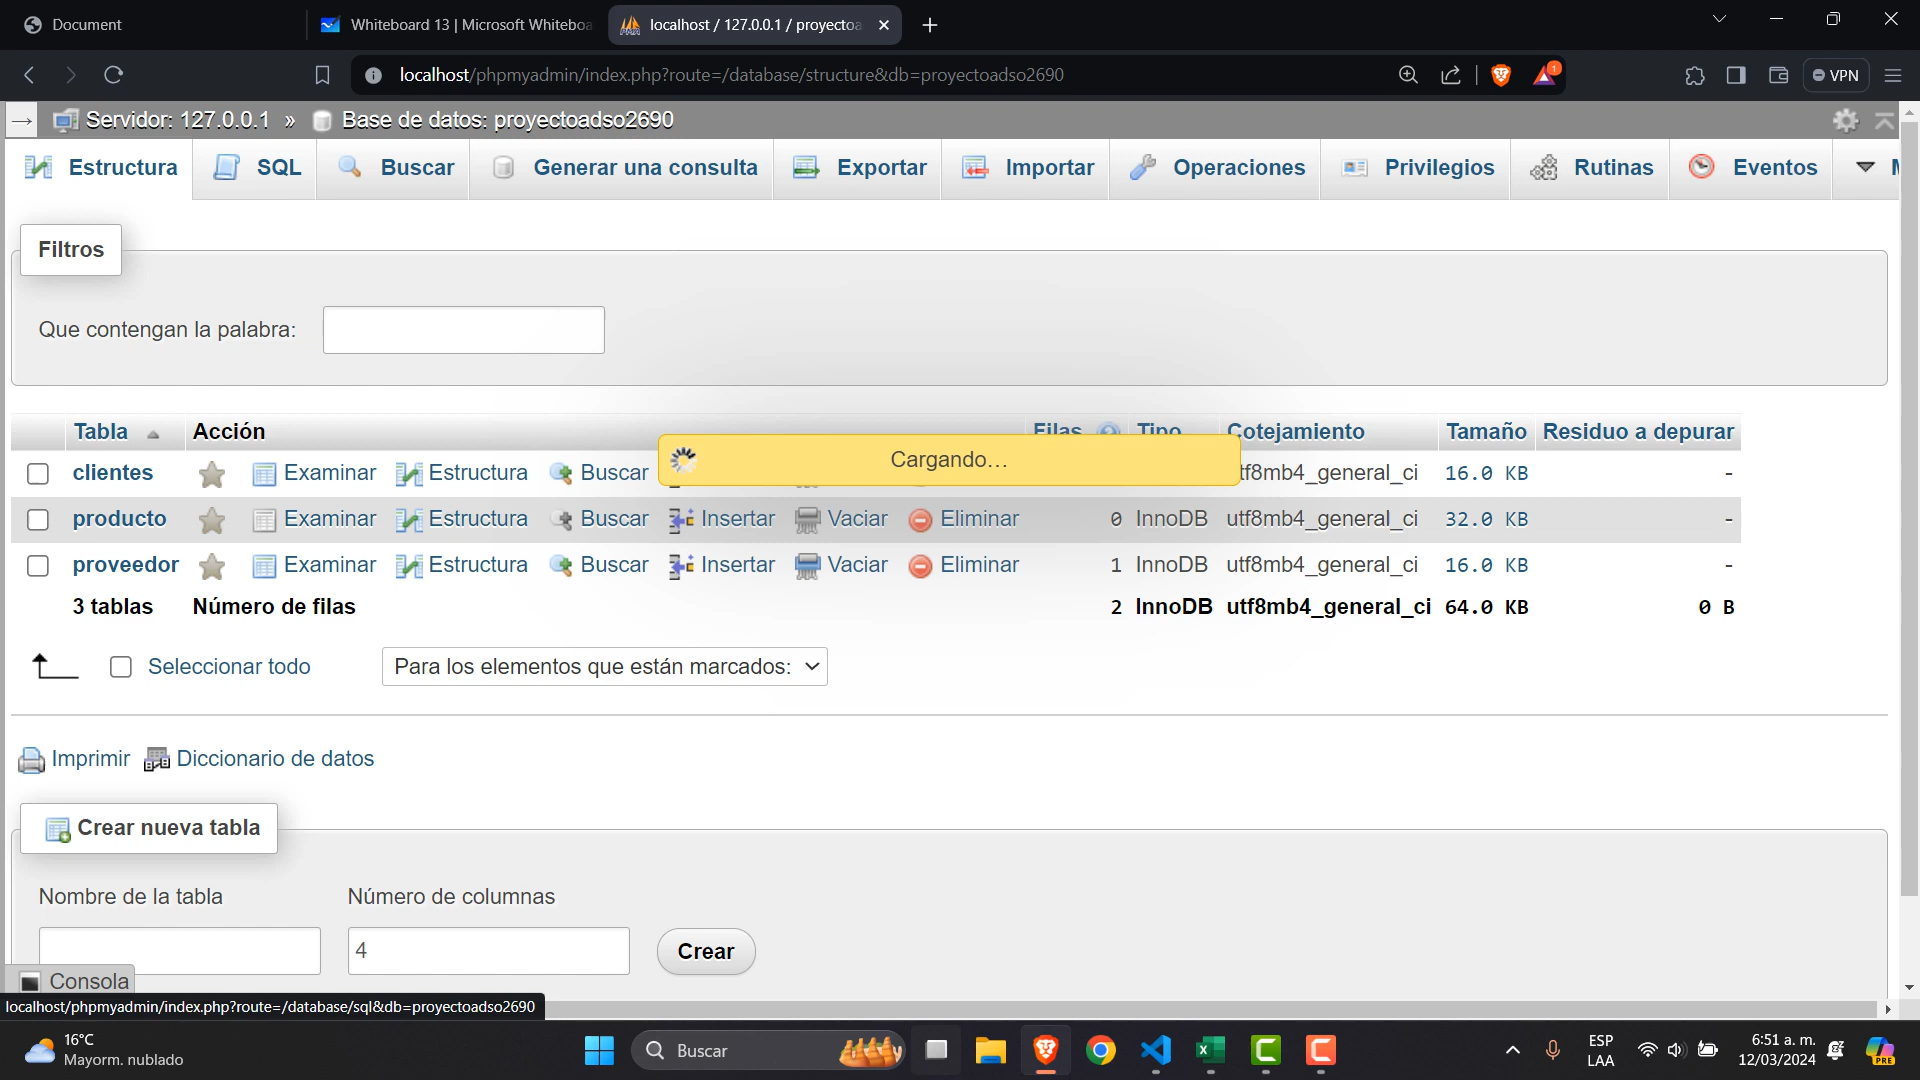 Document
Whiteboard 13 | Microsoft Whiteboa
localhost / 127.0.0.1 / proyectoa
localhost/phpmyadmin/index.php?route=/database/structure&db=proyectoadso2690
1
VPN
Servidor: 127.0.0.1 » Base de datos: proyectoadso2690
Estructura SQL Buscar Generar una consulta Exportar Importar Operaciones Privilegios Rutinas Eventos
Filtros
Que contengan la palabra:
Tabla Acción Filas Tipo Cotejamiento Tamaño Residuo a depurar
Cargando…
clientes Examinar Estructura Buscar utf8mb4_general_ci 16.0 KB -
producto Examinar Estructura Buscar Insertar Vaciar Eliminar 0 InnoDB utf8mb4_general_ci 32.0 KB -
proveedor Examinar Estructura Buscar Insertar Vaciar Eliminar 1 InnoDB utf8mb4_general_ci 16.0 KB -
3 tablas Número de filas 2 InnoDB utf8mb4_general_ci 64.0 KB 0 B
Seleccionar todo Para los elementos que están marcados:
Imprimir Diccionario de datos
Crear nueva tabla
Nombre de la tabla Número de columnas
4 Crear
Consola
localhost/phpmyadmin/index.php?route=/database/sql&db=proyectoadso2690
16°C
Mayorm. nublado
Buscar
ESP
LAA
6:51 a. m.
12/03/2024
PRE